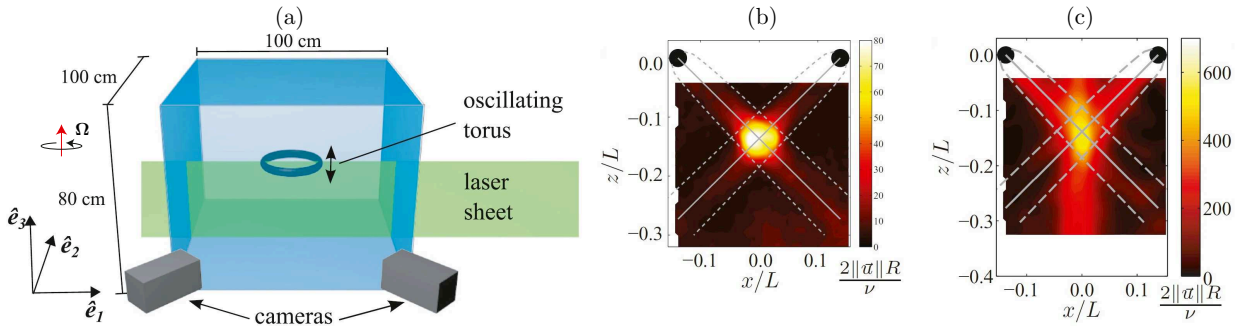 (a)
100 cm
100 cm
Ω
80 cm
ê3
ê2
ê1
oscillating
torus
laser
sheet
cameras
(b)
80
70
60
50
40
30
20
10
0
0.0
−0.1
−0.2
−0.3
z/L
−0.1
0.0
0.1
x/L
2‖u‖R
ν
(c)
600
400
200
0
0.0
−0.1
−0.2
−0.3
−0.4
z/L
−0.1
0.0
0.1
x/L
2‖u‖R
ν